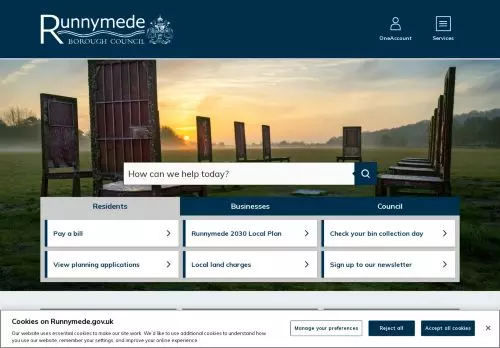 Runnymede
BOROUGH COUNCIL
OneAccount
Services
How can we help today?
Residents
Businesses
Council
Pay a bill
Runnymede 2030 Local Plan
Check your bin collection day
View planning applications
Local land charges
Sign up to our newsletter
Cookies on Runnymede.gov.uk
Our website uses essential cookies to make our site work. We'd like to use additional cookies to understand how
you use our website, remember your settings, and improve your online experience.
Manage your preferences
Reject all
Accept all cookies